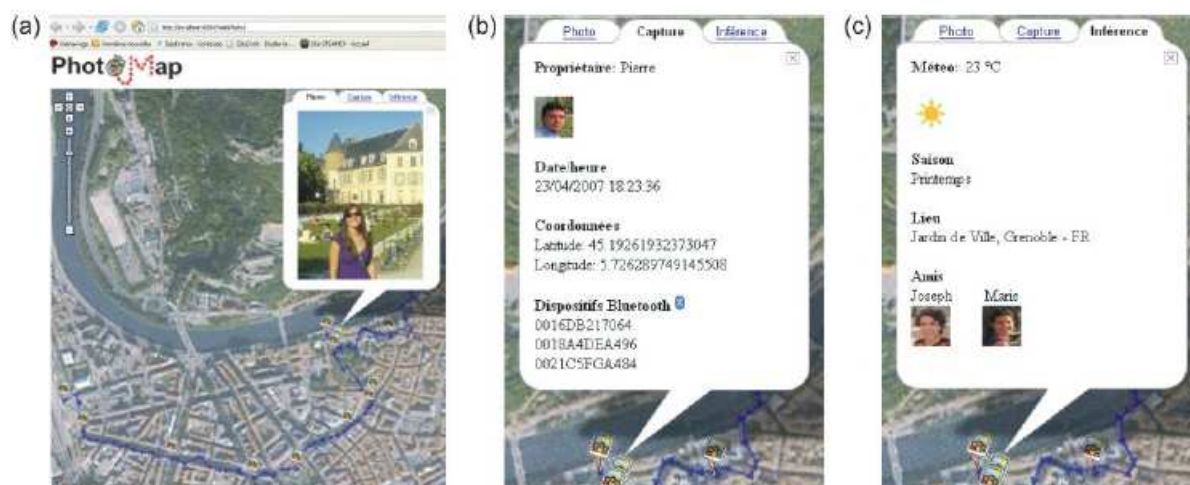 (a)
PhotoMap
Photo Capture Inférence
(b)
Photo Capture Inférence
Propriétaire: Pierre
Date/heure
23/04/2007 18:23:36
Coordonnées
Latitude: 45.19261932373047
Longitude: 5.726289749145508
Dispositifs Bluetooth
0016DB217064
0018A4DEA496
0021C5FGA484
(c)
Photo Capture Inférence
Méteo: 23 °C
Saison
Printemps
Lieu
Jardin de Ville, Grenoble - FR
Amis
Joseph Marie